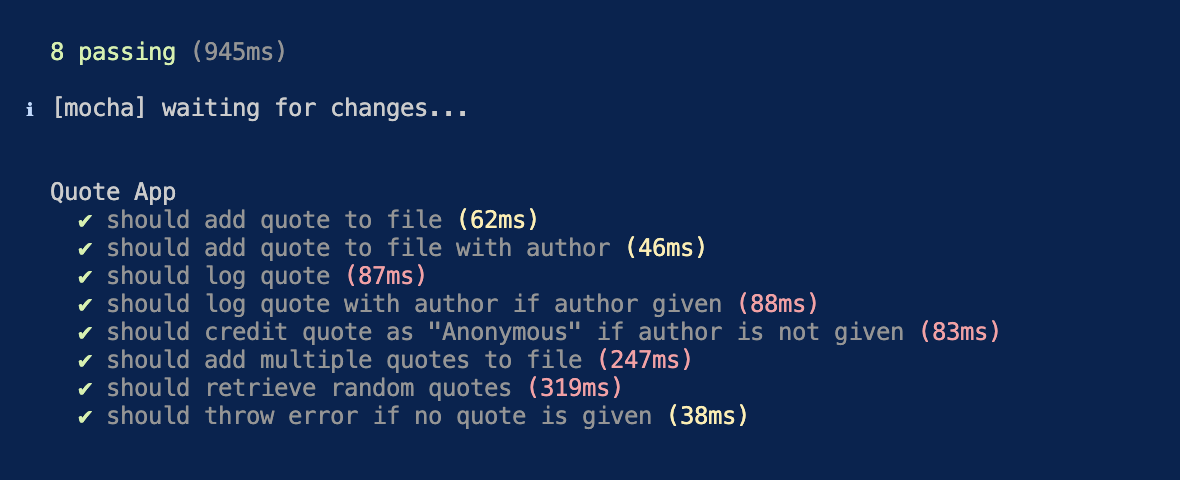 8 passing (945ms)
ℹ [mocha] waiting for changes...
Quote App
✔ should add quote to file (62ms)
✔ should add quote to file with author (46ms)
✔ should log quote (87ms)
✔ should log quote with author if author given (88ms)
✔ should credit quote as "Anonymous" if author is not given (83ms)
✔ should add multiple quotes to file (247ms)
✔ should retrieve random quotes (319ms)
✔ should throw error if no quote is given (38ms)